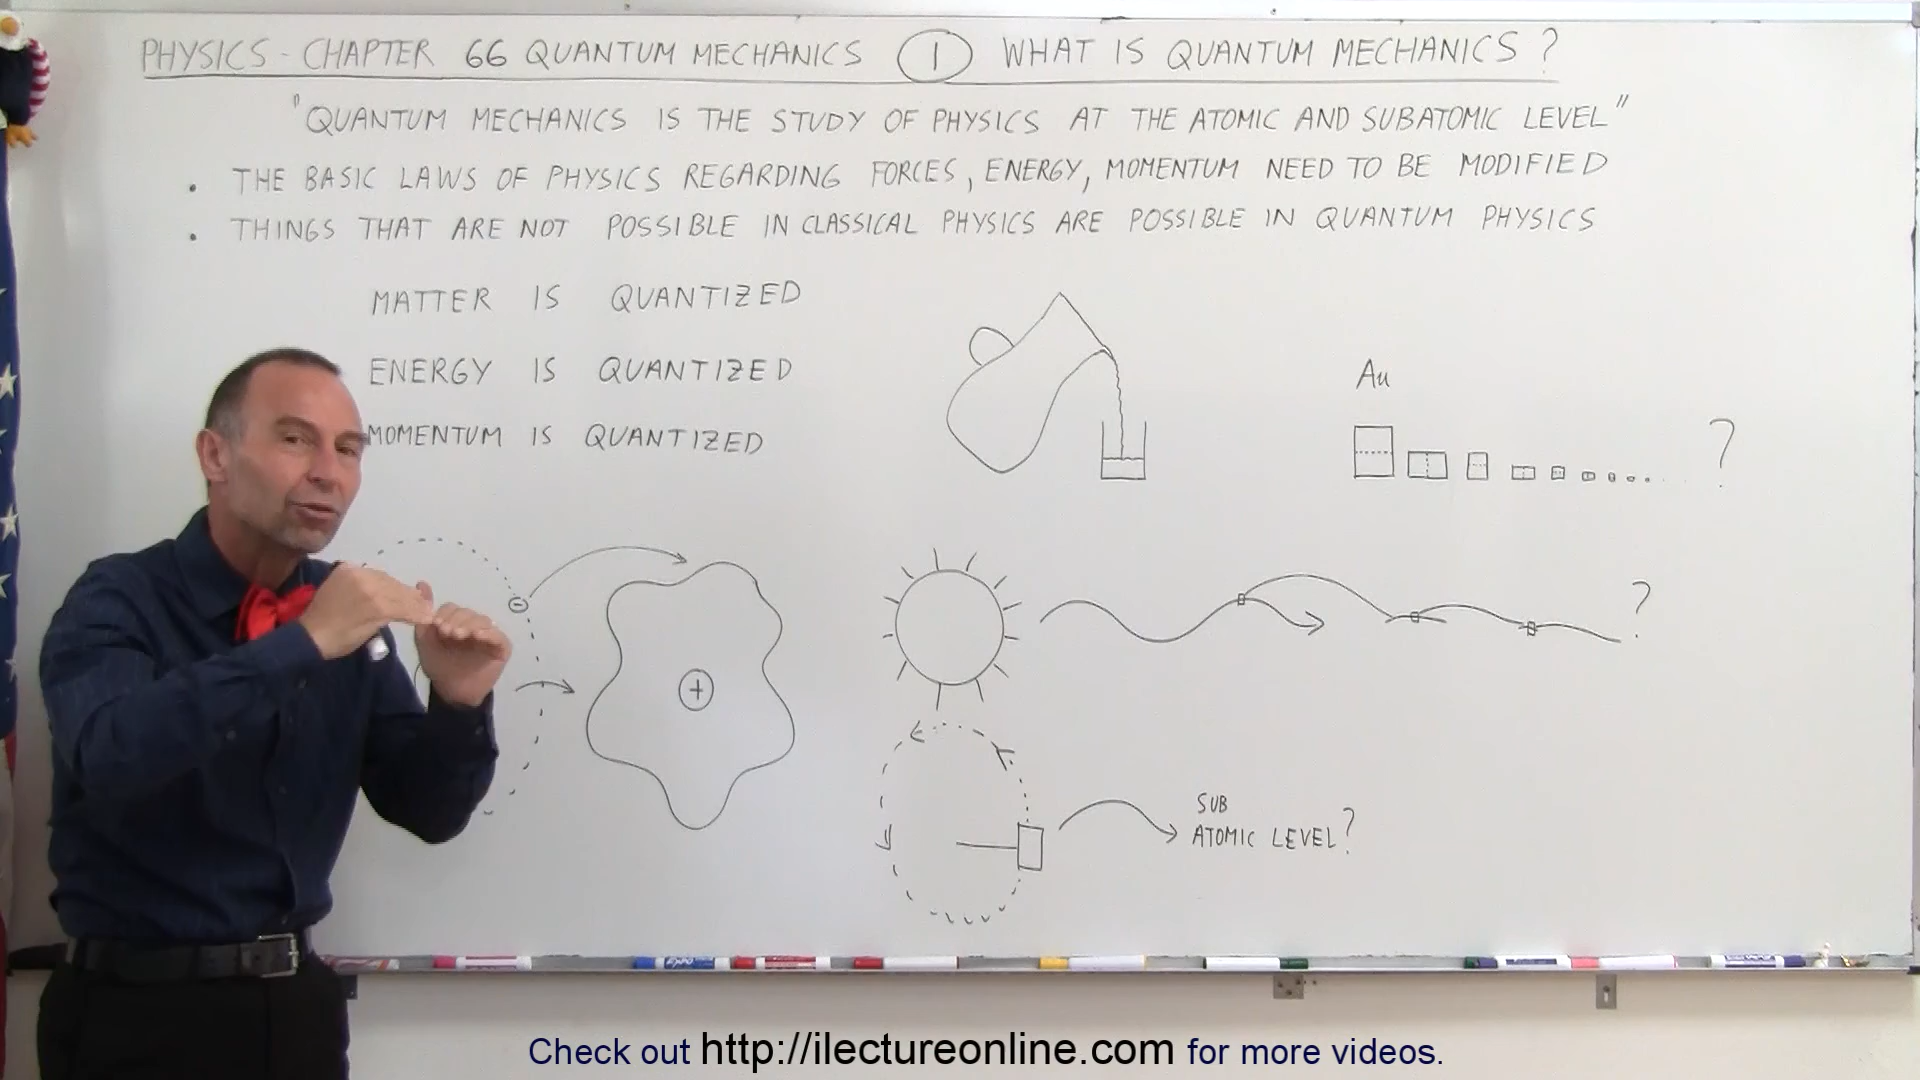 PHYSICS - CHAPTER 66 QUANTUM MECHANICS 1 WHAT IS QUANTUM MECHANICS?
"QUANTUM MECHANICS IS THE STUDY OF PHYSICS AT THE ATOMIC AND SUBATOMIC LEVEL"
. THE BASIC LAWS OF PHYSICS REGARDING FORCES, ENERGY, MOMENTUM NEED TO BE MODIFIED
. THINGS THAT ARE NOT POSSIBLE IN CLASSICAL PHYSICS ARE POSSIBLE IN QUANTUM PHYSICS
MATTER IS QUANTIZED
ENERGY IS QUANTIZED
MOMENTUM IS QUANTIZED
Au
?
-
+
?
SUB
ATOMIC LEVEL?
EXPO
Check out http://ilectureonline.com for more videos.